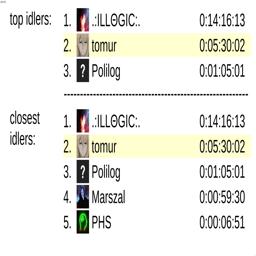 top idlers: 1. .:ILLΘGIC:. 0:14:16:13
2. tomur 0:05:30:02
3. ? Polilog 0:01:05:01
closest idlers: 1. .:ILLΘGIC:. 0:14:16:13
2. tomur 0:05:30:02
3. ? Polilog 0:01:05:01
4. Marszal 0:00:59:30
5. PHS 0:00:06:51